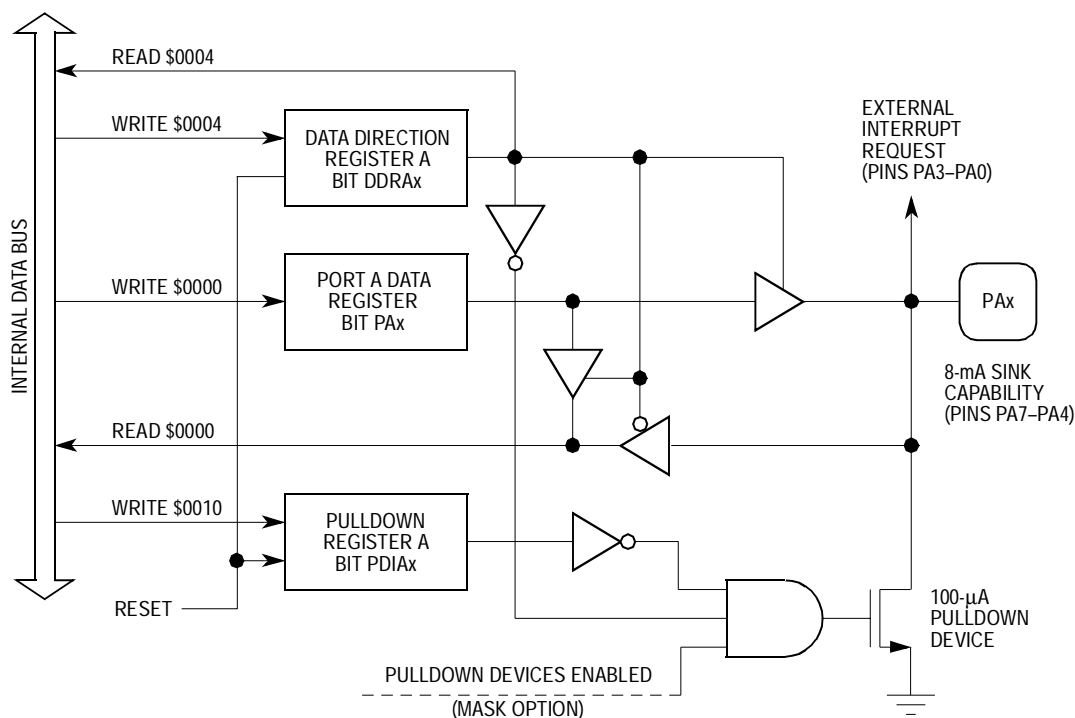 READ $0004
WRITE $0004
DATA DIRECTION
REGISTER A
BIT DDRAx
EXTERNAL
INTERRUPT
REQUEST
(PINS PA3–PA0)
INTERNAL DATA BUS
WRITE $0000
PORT A DATA
REGISTER
BIT PAx
PAx
8-mA SINK
CAPABILITY
(PINS PA7–PA4)
READ $0000
WRITE $0010
PULLDOWN
REGISTER A
BIT PDIAx
RESET
100-µA
PULLDOWN
DEVICE
PULLDOWN DEVICES ENABLED
(MASK OPTION)